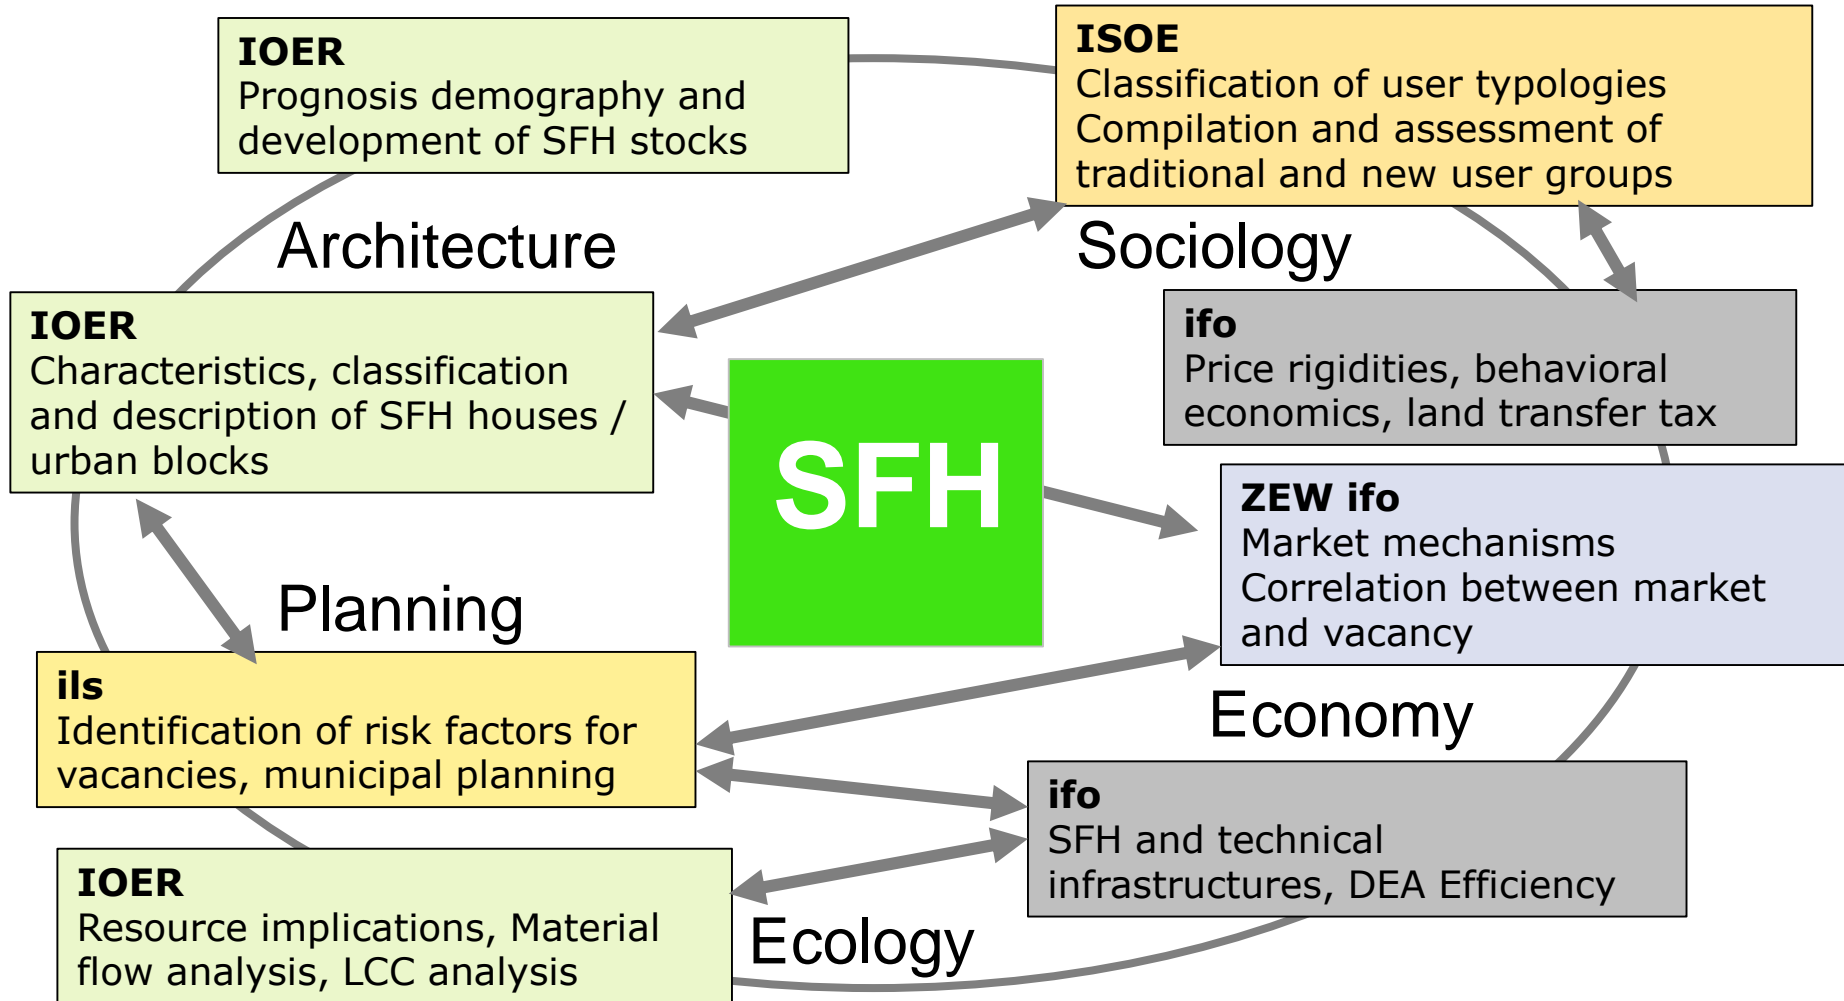 IOER
Prognosis demography and
development of SFH stocks
ISOE
Classification of user typologies
Compilation and assessment of
traditional and new user groups
Architecture
Sociology
IOER
Characteristics, classification
and description of SFH houses /
urban blocks
ifo
Price rigidities, behavioral
economics, land transfer tax
SFH
ZEW ifo
Market mechanisms
Correlation between market
and vacancy
Planning
ils
Identification of risk factors for
vacancies, municipal planning
Economy
ifo
SFH and technical
infrastructures, DEA Efficiency
IOER
Resource implications, Material
flow analysis, LCC analysis
Ecology